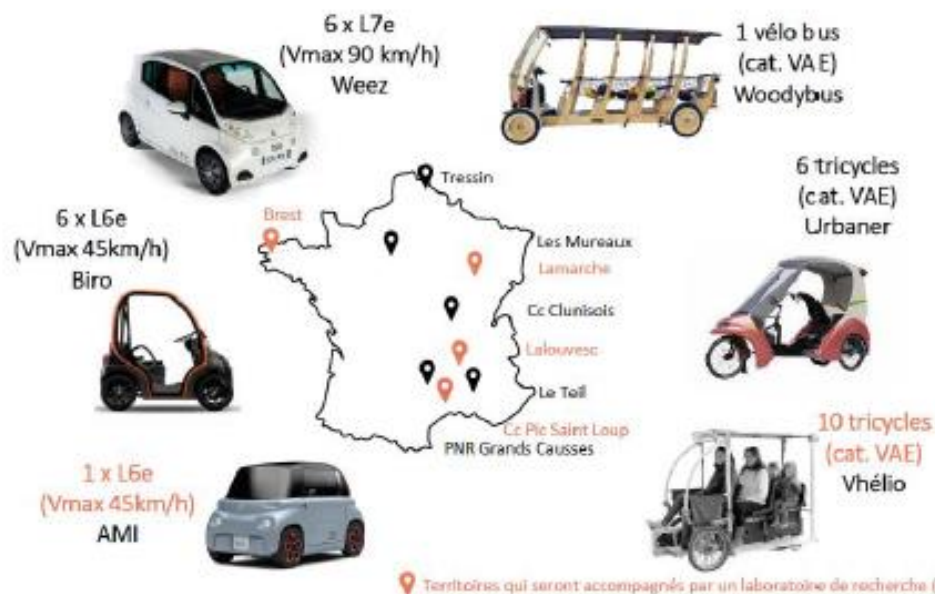 6 x L7e
(Vmax 90 km/h)
Weez
1 vélo bus
(cat. VAE)
Woodybus
6 x L6e
(Vmax 45km/h)
Biro
6 tricycles
(cat. VAE)
Urbaner
Tressin
Brest
Les Mureaux
Lamarche
Cc Clunisois
Lalouvesc
Le Teil
Cc Pic Saint Loup
PNR Grands Causses
1 x L6e
(Vmax 45km/h)
AMI
10 tricycles
(cat. VAE)
Vhélio
Territoires qui seront accompagnés par un laboratoire de recherche (